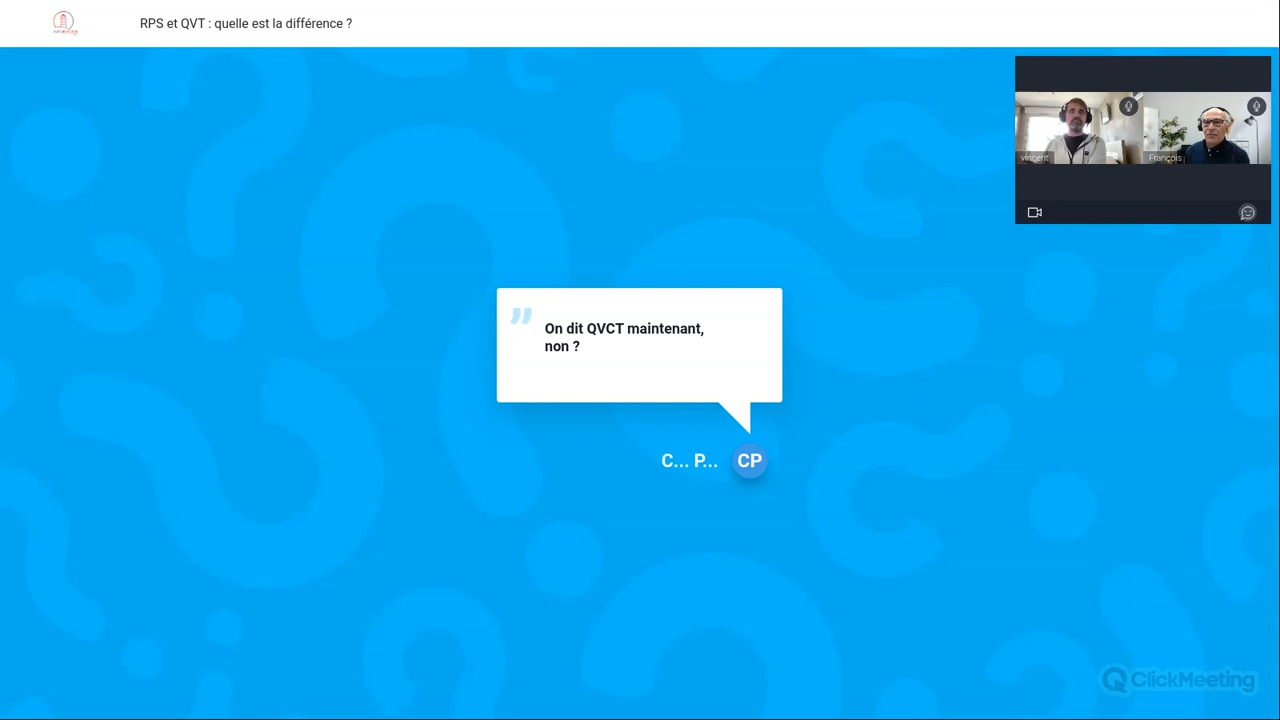 RPS et QVT : quelle est la différence ?
vincent
François
”
On dit QVCT maintenant,
non ?
C... P...
CP
ClickMeeting